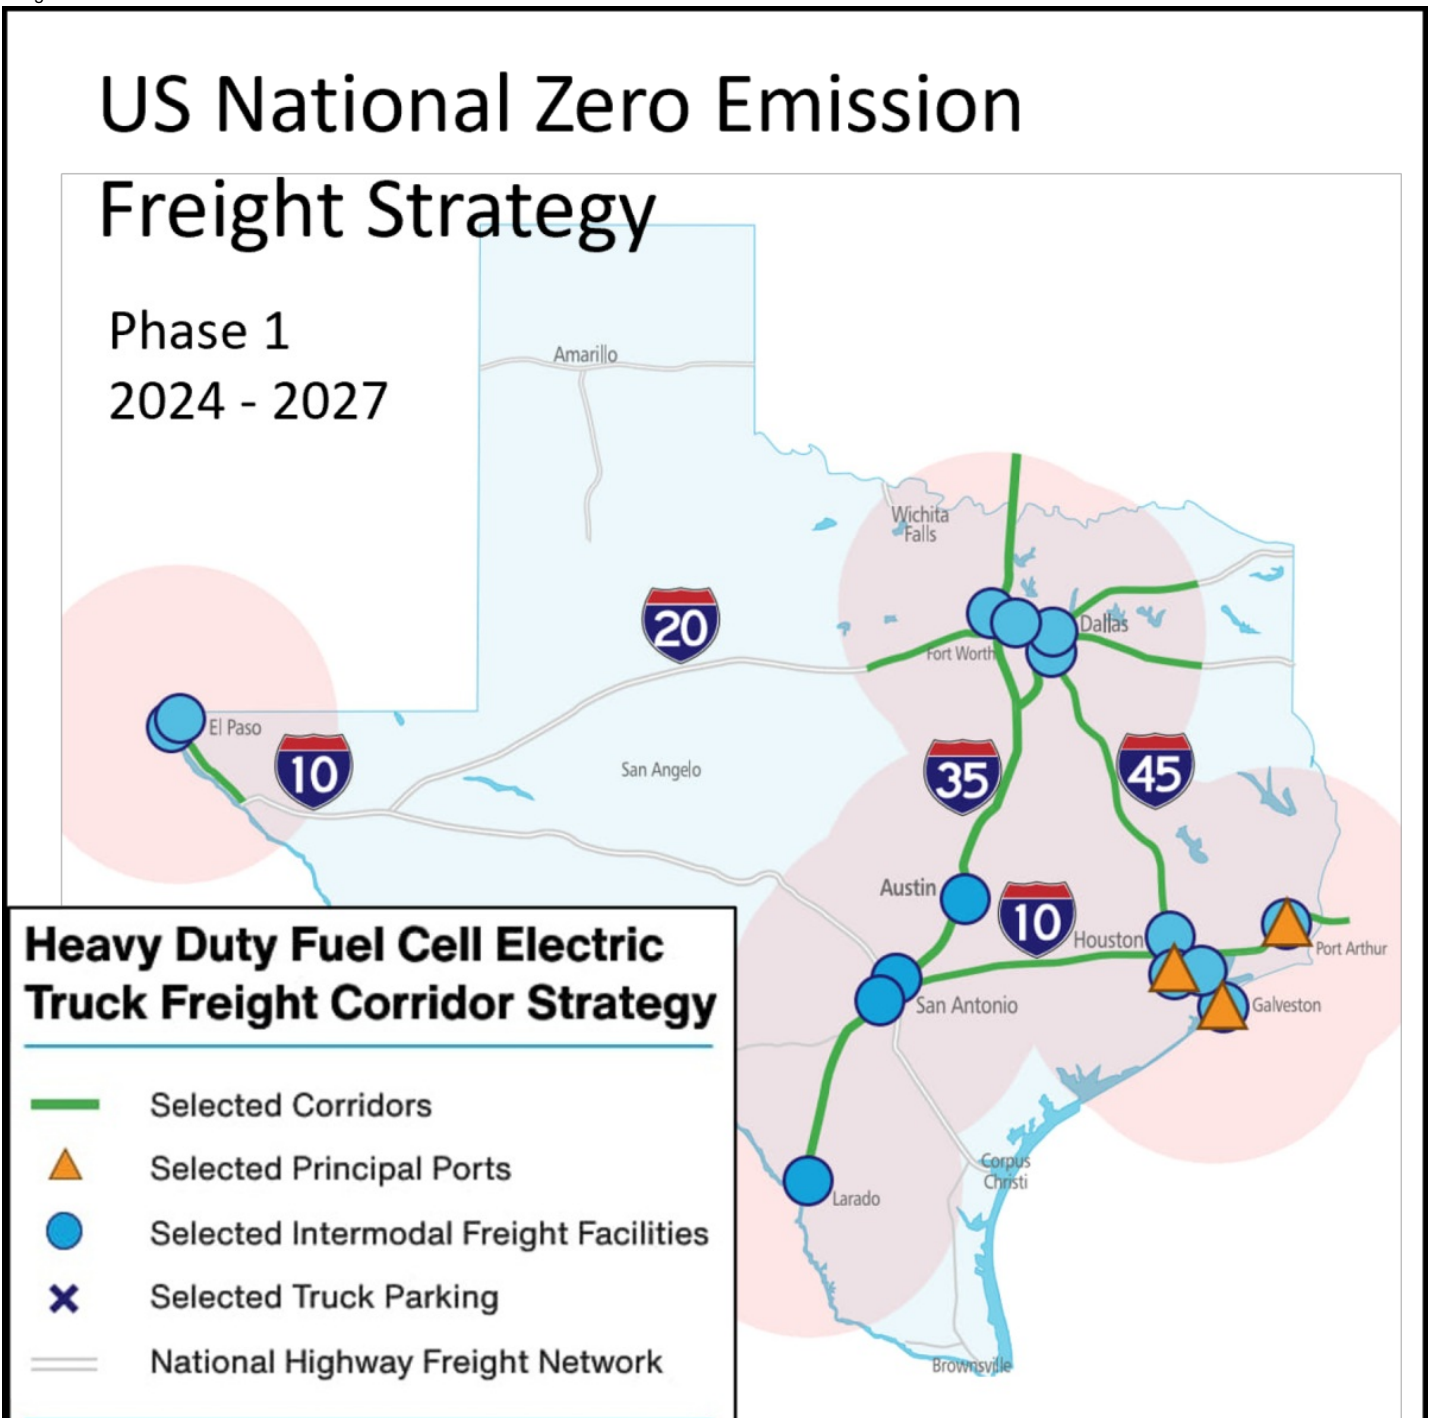 US National Zero Emission
Freight Strategy
Phase 1
2024 - 2027
Amarillo
Wichita
Falls
20
Dallas
Fort Worth
El Paso
10
San Angelo
35
45
Austin
10
Houston
Port Arthur
San Antonio
Galveston
Corpus
Christi
Larado
Brownsville
Heavy Duty Fuel Cell Electric
Truck Freight Corridor Strategy
Selected Corridors
Selected Principal Ports
Selected Intermodal Freight Facilities
Selected Truck Parking
National Highway Freight Network